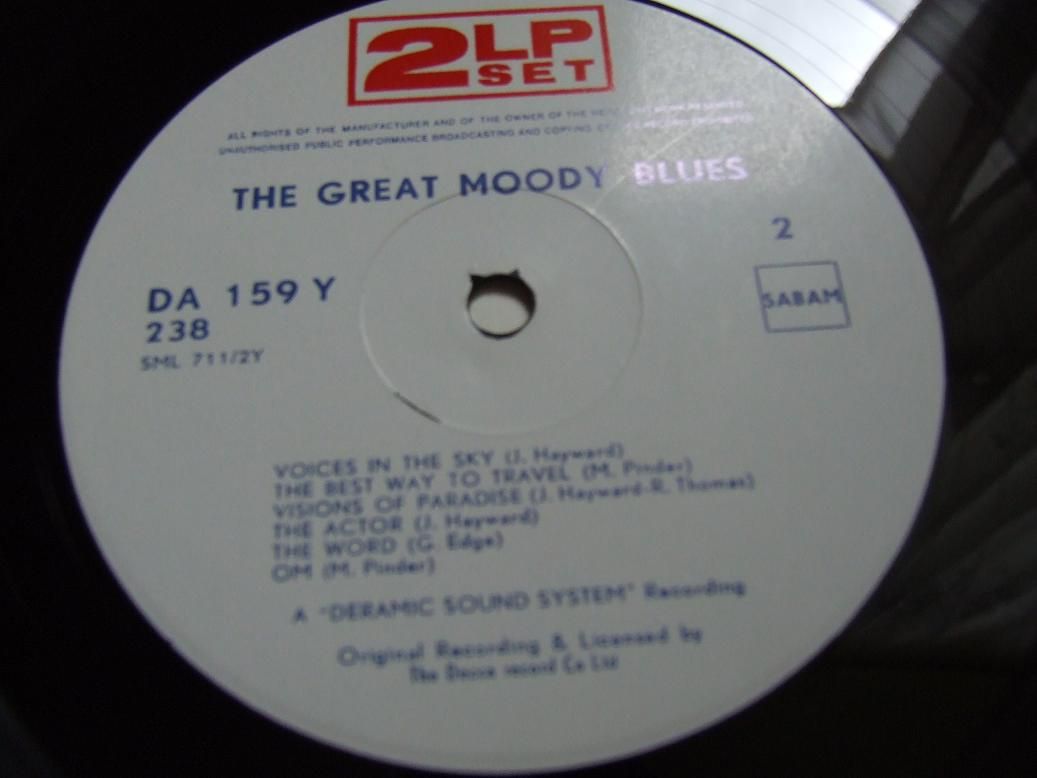 2 LP
SET
ALL RIGHTS OF THE MANUFACTURER AND OF THE OWNER OF THE
UNAUTHORISED PUBLIC PERFORMANCE BROADCASTING AND COPYING
THE GREAT MOODY BLUES
2
DA 159 Y
SABAM
238
SML 711/2Y
VOICES IN THE SKY (J. Hayward)
THE BEST WAY TO TRAVEL (M. Pinder)
VISIONS OF PARADISE (J. Hayward-R. Thomas)
THE ACTOR (J. Hayward)
THE WORD (G. Edge)
OM (M. Pinder)
A "DERAMIC SOUND SYSTEM" Recording
Original Recording & Licensed by
The Decca record Co Ltd